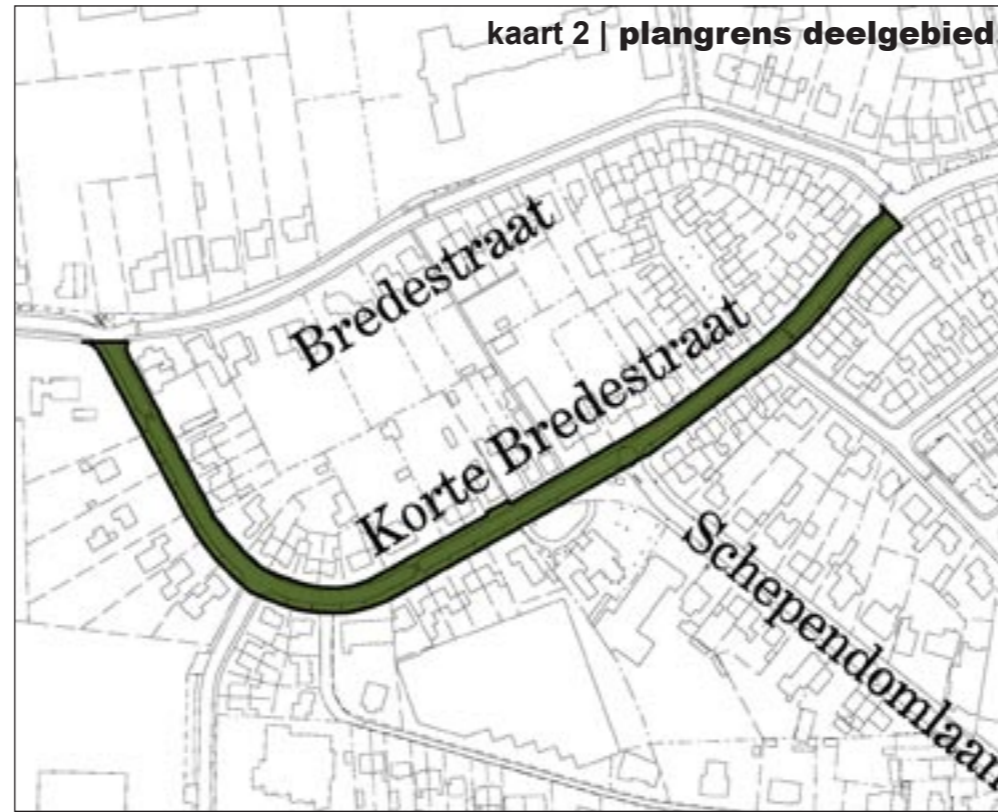 kaart 2 | plangrens deelgebied
Bredestraat
Korte Bredestraat
Schependomlaan